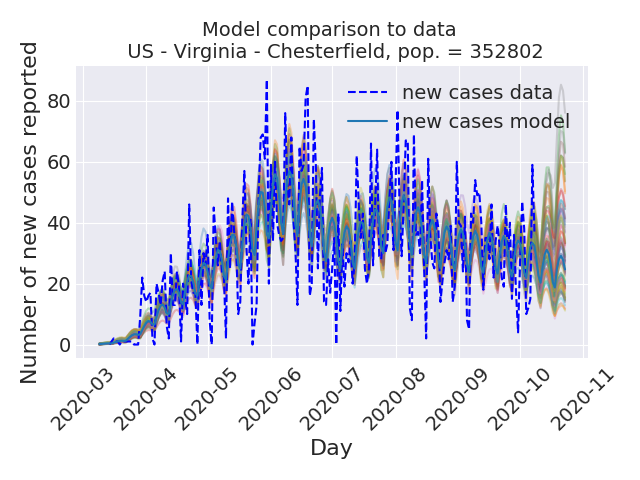 Model comparison to data
US - Virginia - Chesterfield, pop. = 352802
Number of new cases reported
80
60
40
20
0
new cases data
new cases model
2020-03
2020-04
2020-05
2020-06
2020-07
2020-08
2020-09
2020-10
2020-11
Day